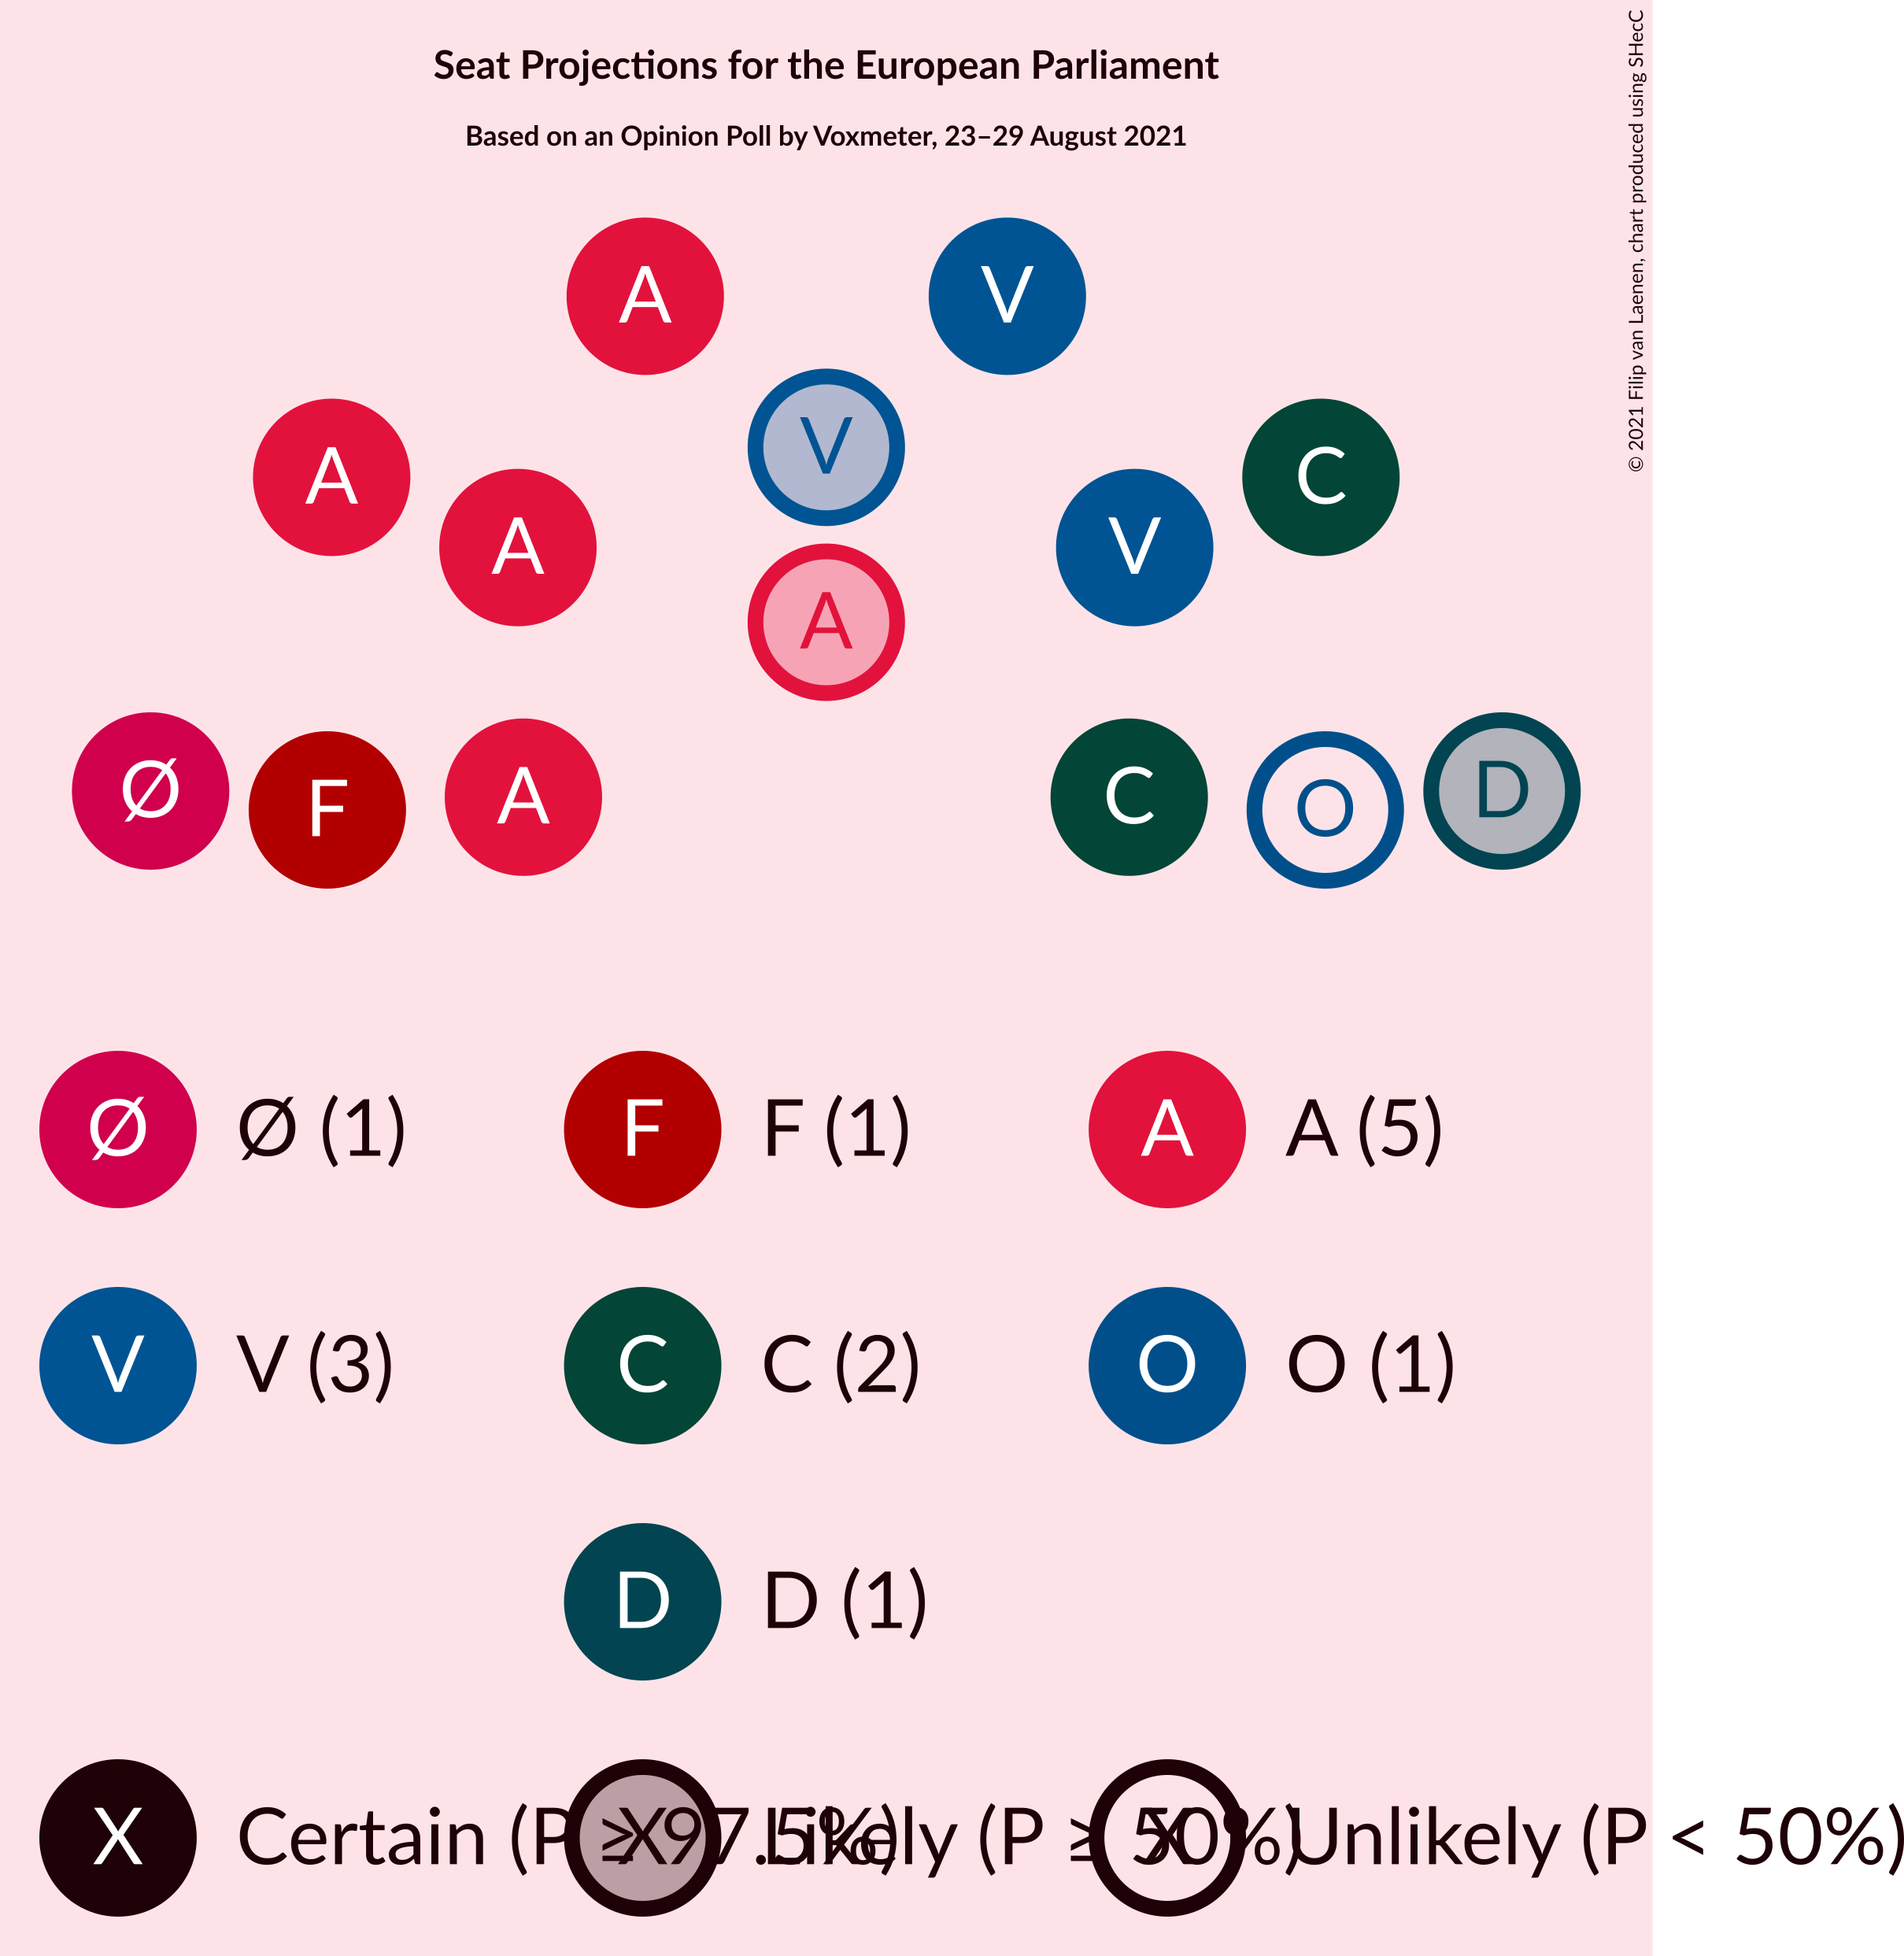 Seat Projections for the European Parliament
Based on an Opinion Poll by Voxmeter, 23–29 August 2021
© 2021 Filip van Laenen, chart produced using SHecC
A V
V
A C
A V
A
Ø D
F O
A C
Ø Ø (1) F F (1) A A (5)
V V (3) C C (2) O O (1)
D D (1)
X Certain (P ≥ 97.5%) X Likely (P ≥ 50%) X Unlikely (P < 50%)